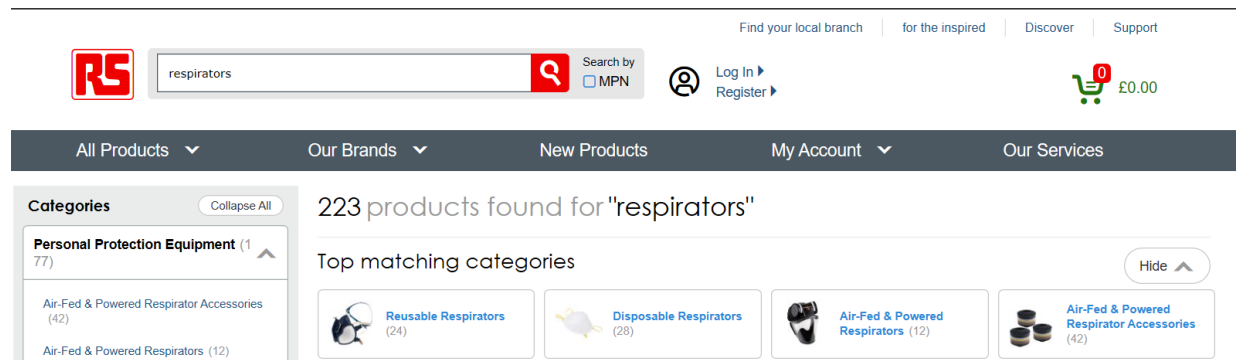 Find your local branch
for the inspired
Discover
Support
RS
respirators
Search by
MPN
Log In
Register
0
£0.00
All Products
Our Brands
New Products
My Account
Our Services
Categories
Collapse All
Personal Protection Equipment (1
77)
Air-Fed & Powered Respirator Accessories
(42)
Air-Fed & Powered Respirators (12)
223 products found for "respirators"
Top matching categories
Hide
Reusable Respirators
(24)
Disposable Respirators
(28)
Air-Fed & Powered
Respirators (12)
Air-Fed & Powered
Respirator Accessories
(42)